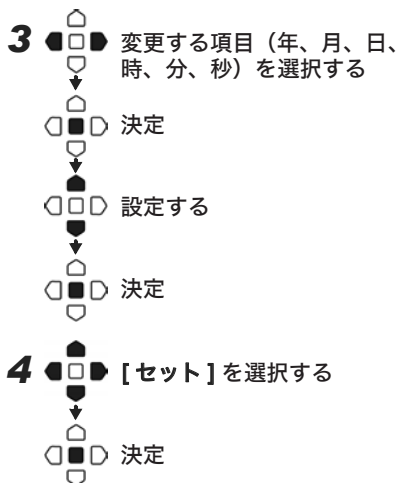 3 変更する項目（年、月、日、
時、分、秒）を選択する
決定
設定する
決定
4 [ セット ] を選択する
決定